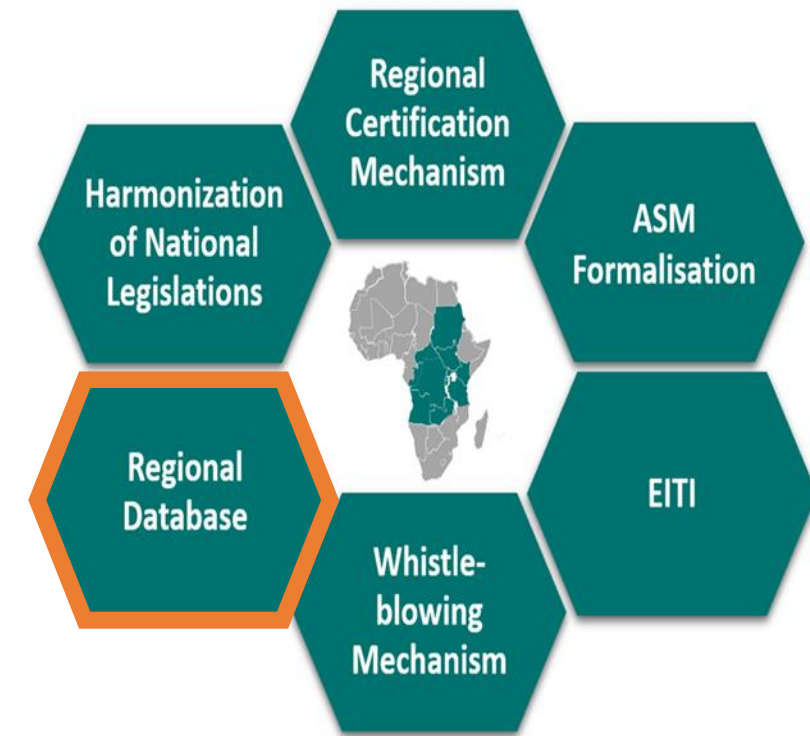 Regional
Certification
Mechanism
Harmonization
of National
Legislations
ASM
Formalisation
Regional
Database
EITI
Whistle-
blowing
Mechanism